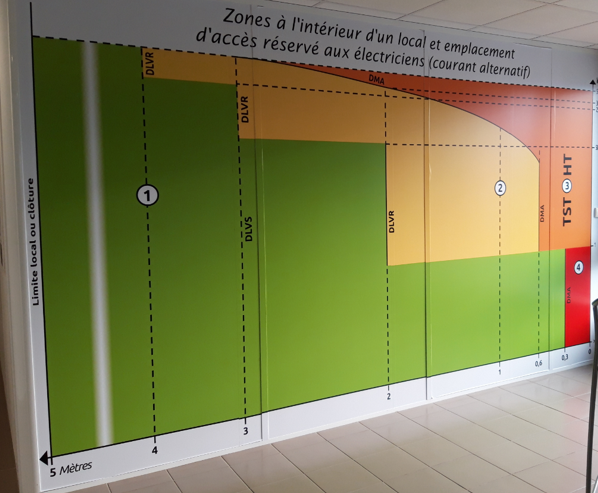 Zones à l'intérieur d'un local et emplacement
d'accès réservé aux électriciens (courant alternatif)
DLVR
DMA
DLVR
1
2
3
TST HT
Limite local ou clôture
DLVS
DLVR
DMA
4
DMA
5 Mètres
4
3
2
1
0,6
0,3
0